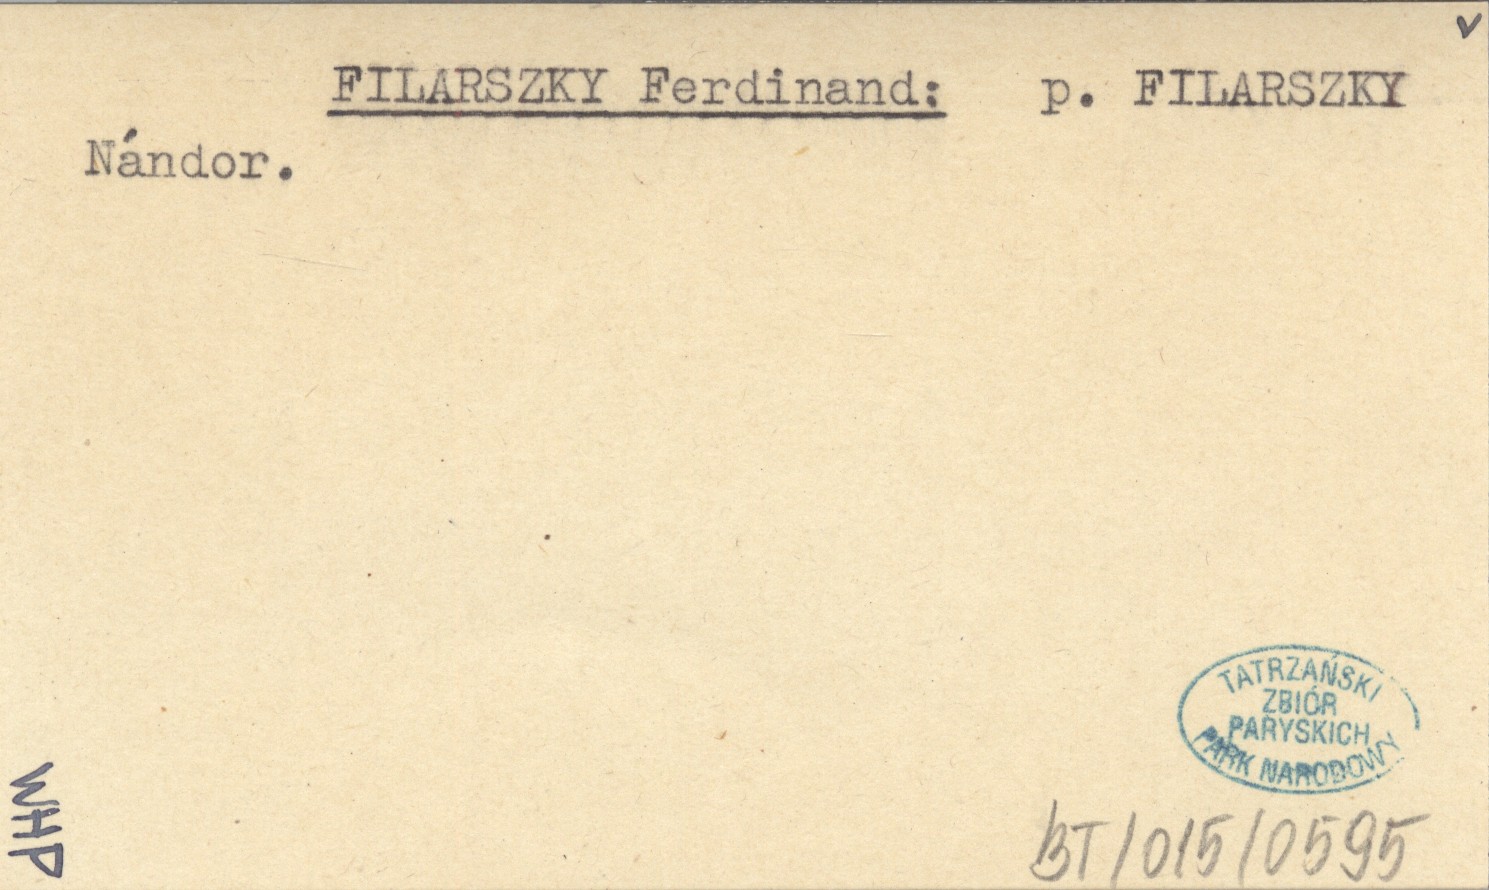 v
FILARSZKY Ferdinand: p. FILARSZKY
Nándor.
TATRZAŃSKI
ZBIÓR
PARYSKICH
PARK NARODOWY
WHP
BT/015/0595